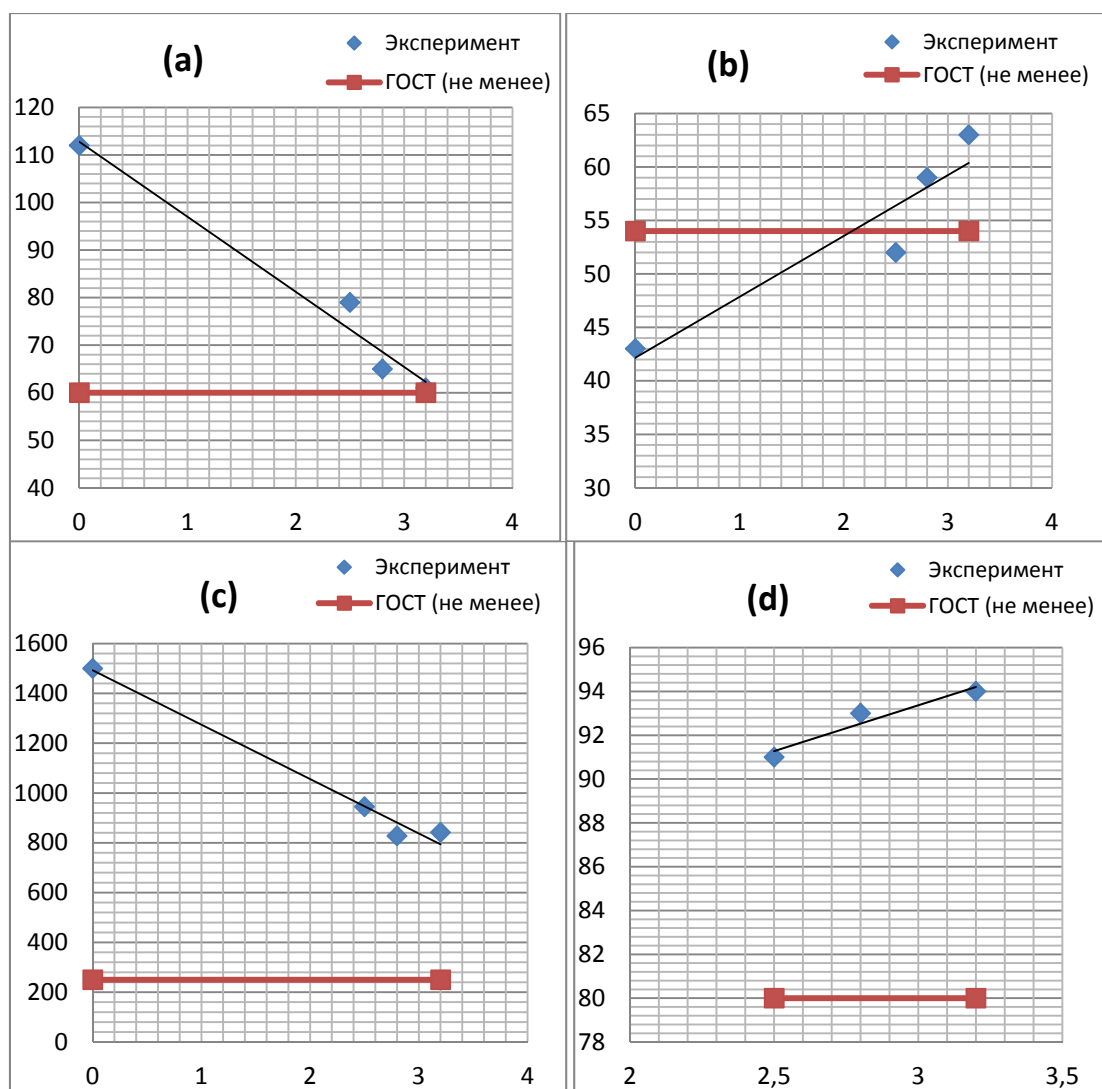 (a)
Эксперимент
ГОСТ (не менее)
120
110
100
90
80
70
60
50
40
0 1 2 3 4
(b)
Эксперимент
ГОСТ (не менее)
65
60
55
50
45
40
35
30
0 1 2 3 4
(c)
Эксперимент
ГОСТ (не менее)
1600
1400
1200
1000
800
600
400
200
0
0 1 2 3 4
(d)
Эксперимент
ГОСТ (не менее)
96
94
92
90
88
86
84
82
80
78
2 2,5 3 3,5